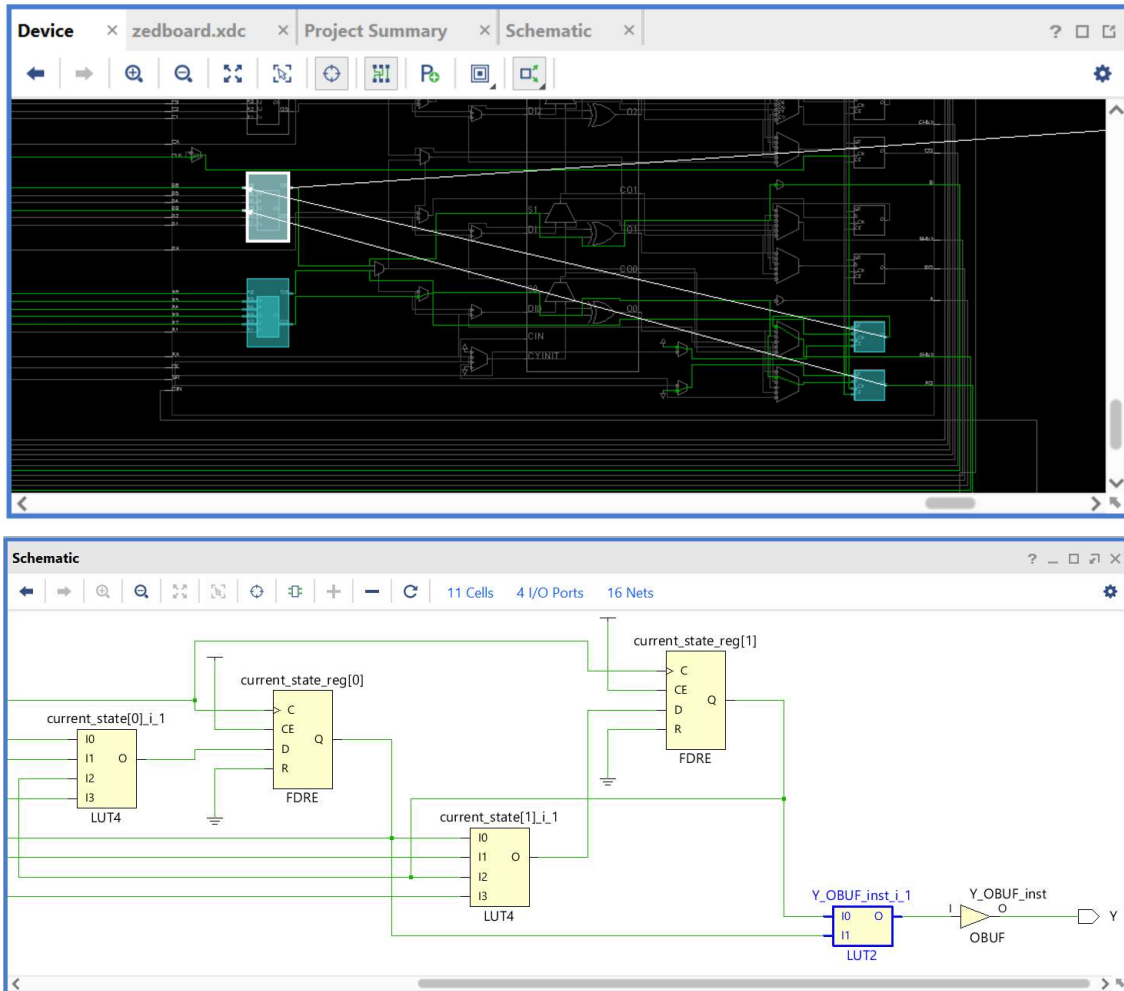 Device × zedboard.xdc × Project Summary × Schematic ×
O2
CO1
S1
DI1
O1
CO0
DI0
O0
CIN
CYINIT
Schematic
11 Cells 4 I/O Ports 16 Nets
current_state_reg[1]
C
CE
Q
D
R
FDRE
current_state_reg[0]
C
CE
Q
D
R
FDRE
current_state[0]_i_1
I0
I1 O
I2
I3
LUT4
current_state[1]_i_1
I0
I1 O
I2
I3
LUT4
Y_OBUF_inst_i_1
I0 O
I1
LUT2
Y_OBUF_inst
I O
OBUF
Y